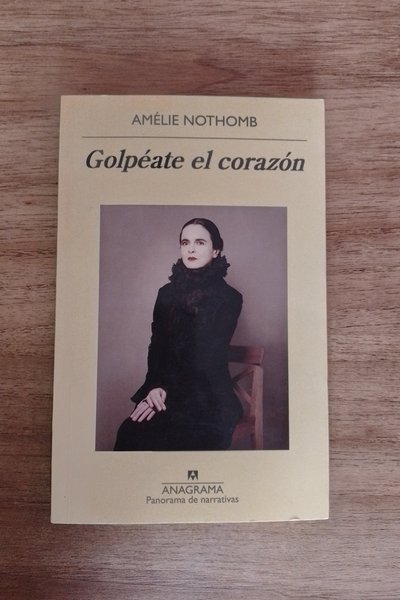 AMÉLIE NOTHOMB
Golpéate el corazón
ANAGRAMA
Panorama de narrativas